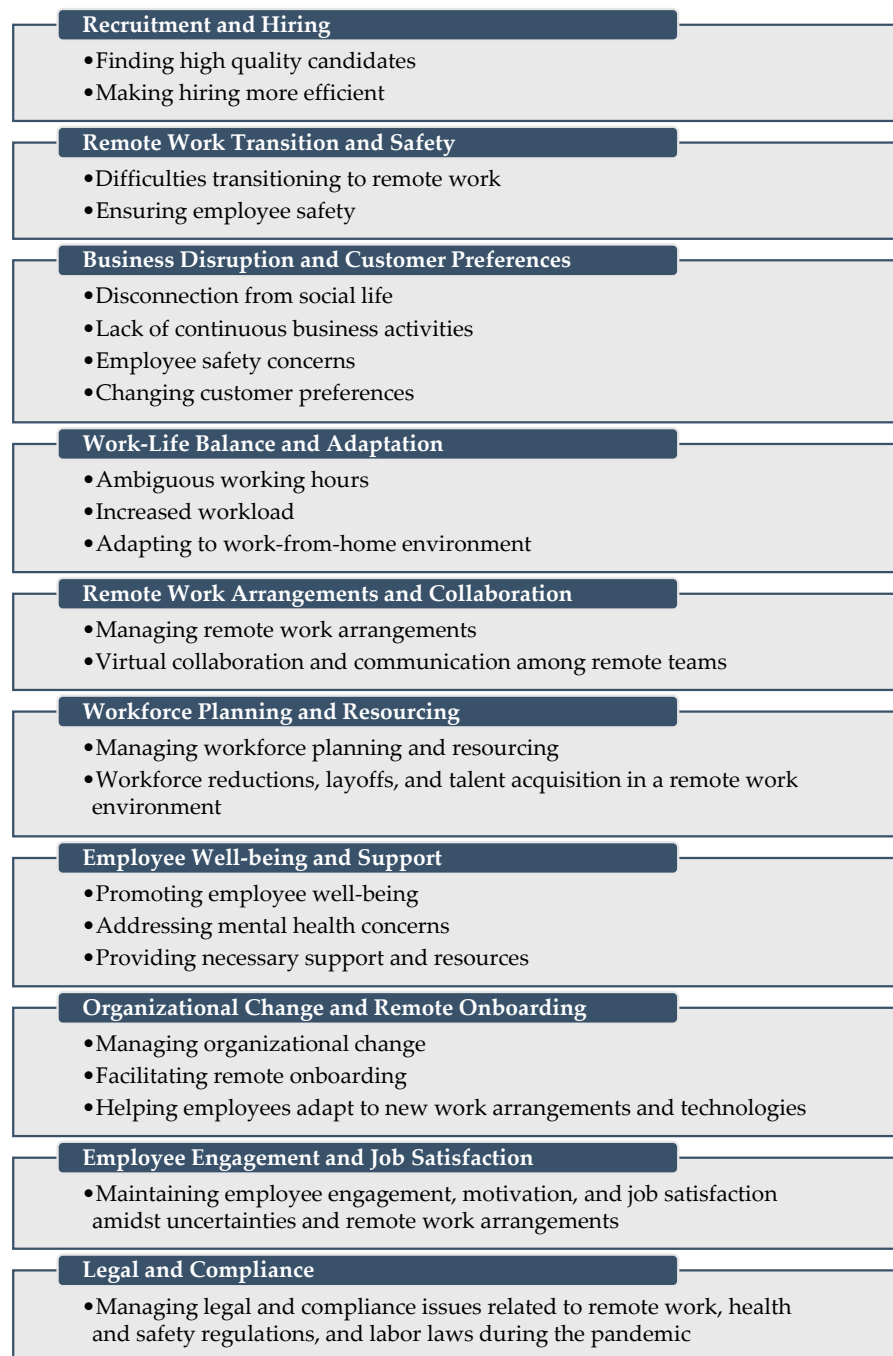 Recruitment and Hiring
•Finding high quality candidates
•Making hiring more efficient
Remote Work Transition and Safety
•Difficulties transitioning to remote work
•Ensuring employee safety
Business Disruption and Customer Preferences
•Disconnection from social life
•Lack of continuous business activities
•Employee safety concerns
•Changing customer preferences
Work-Life Balance and Adaptation
•Ambiguous working hours
•Increased workload
•Adapting to work-from-home environment
Remote Work Arrangements and Collaboration
•Managing remote work arrangements
•Virtual collaboration and communication among remote teams
Workforce Planning and Resourcing
•Managing workforce planning and resourcing
•Workforce reductions, layoffs, and talent acquisition in a remote work
environment
Employee Well-being and Support
•Promoting employee well-being
•Addressing mental health concerns
•Providing necessary support and resources
Organizational Change and Remote Onboarding
•Managing organizational change
•Facilitating remote onboarding
•Helping employees adapt to new work arrangements and technologies
Employee Engagement and Job Satisfaction
•Maintaining employee engagement, motivation, and job satisfaction
amidst uncertainties and remote work arrangements
Legal and Compliance
•Managing legal and compliance issues related to remote work, health
and safety regulations, and labor laws during the pandemic